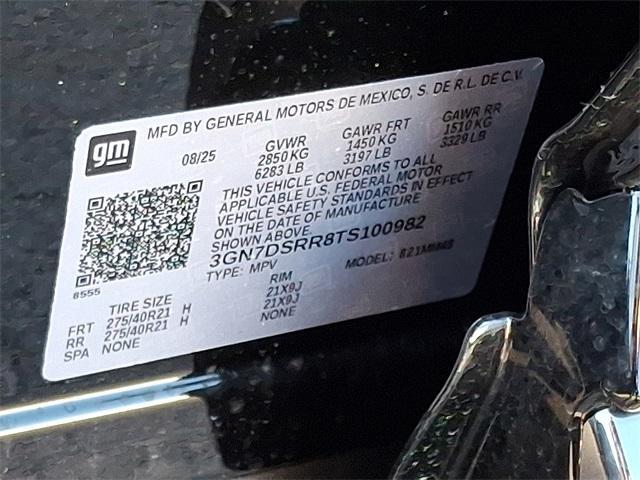 MFD BY GENERAL MOTORS DE MEXICO, S. DE R.L. DE C.V.
gm
08/25 GVWR GAWR FRT GAWR RR
2850 KG 1450 KG 1510 KG
6283 LB 3197 LB 3329 LB
THIS VEHICLE CONFORMS TO ALL
APPLICABLE U.S. FEDERAL MOTOR
VEHICLE SAFETY STANDARDS IN EFFECT
ON THE DATE OF MANUFACTURE
SHOWN ABOVE.
3GN7DSRR8TS100982
TYPE: MPV MODEL:
8555
TIRE SIZE RIM
FRT 275/40R21 H 21X9J
RR 275/40R21 H 21X9J
SPA NONE NONE